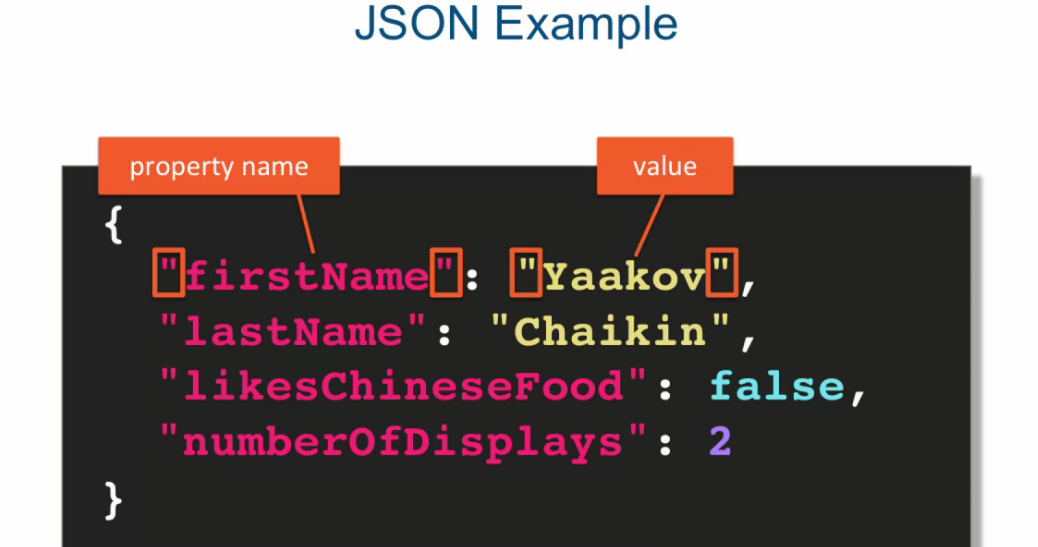 JSON Example
property name
value
{
"firstName": "Yaakov",
"lastName": "Chaikin",
"likesChineseFood": false,
"numberOfDisplays": 2
}